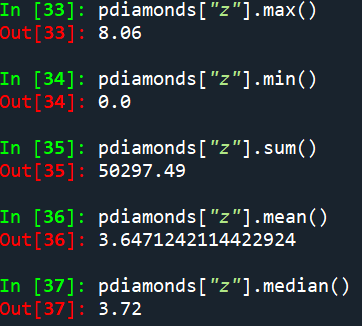 In [33]: pdiamonds["z"].max()
Out[33]: 8.06
In [34]: pdiamonds["z"].min()
Out[34]: 0.0
In [35]: pdiamonds["z"].sum()
Out[35]: 50297.49
In [36]: pdiamonds["z"].mean()
Out[36]: 3.6471242114422924
In [37]: pdiamonds["z"].median()
Out[37]: 3.72